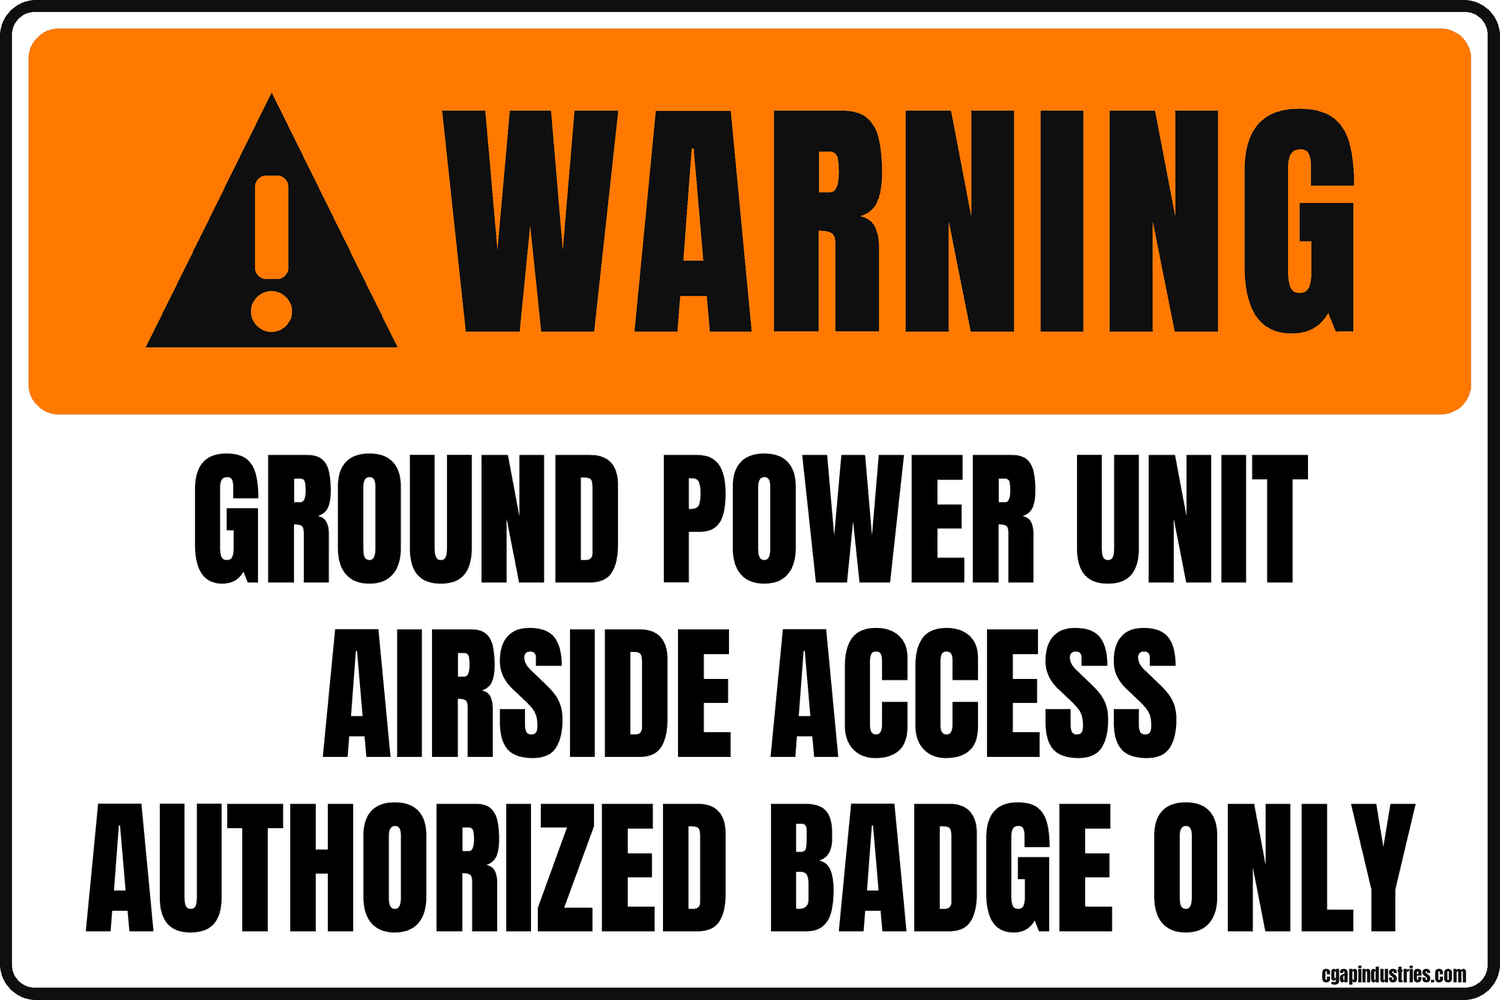 WARNING
GROUND POWER UNIT
AIRSIDE ACCESS
AUTHORIZED BADGE ONLY
cgapindustries.com